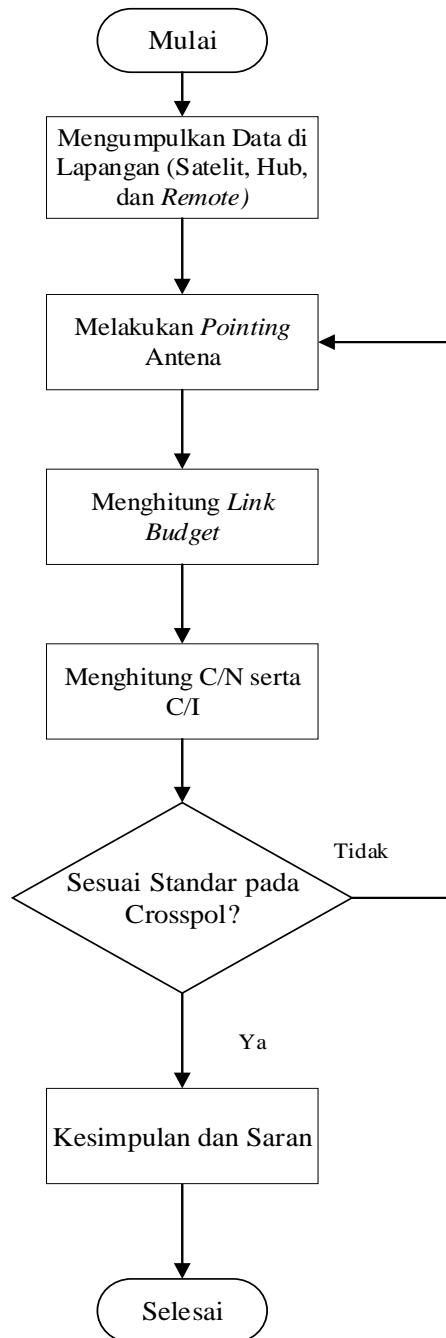 Mulai
Mengumpulkan Data di
Lapangan (Satelit, Hub,
dan Remote)
Melakukan Pointing
Antena
Menghitung Link
Budget
Menghitung C/N serta
C/I
Sesuai Standar pada
Crosspol?
Tidak
Ya
Kesimpulan dan Saran
Selesai